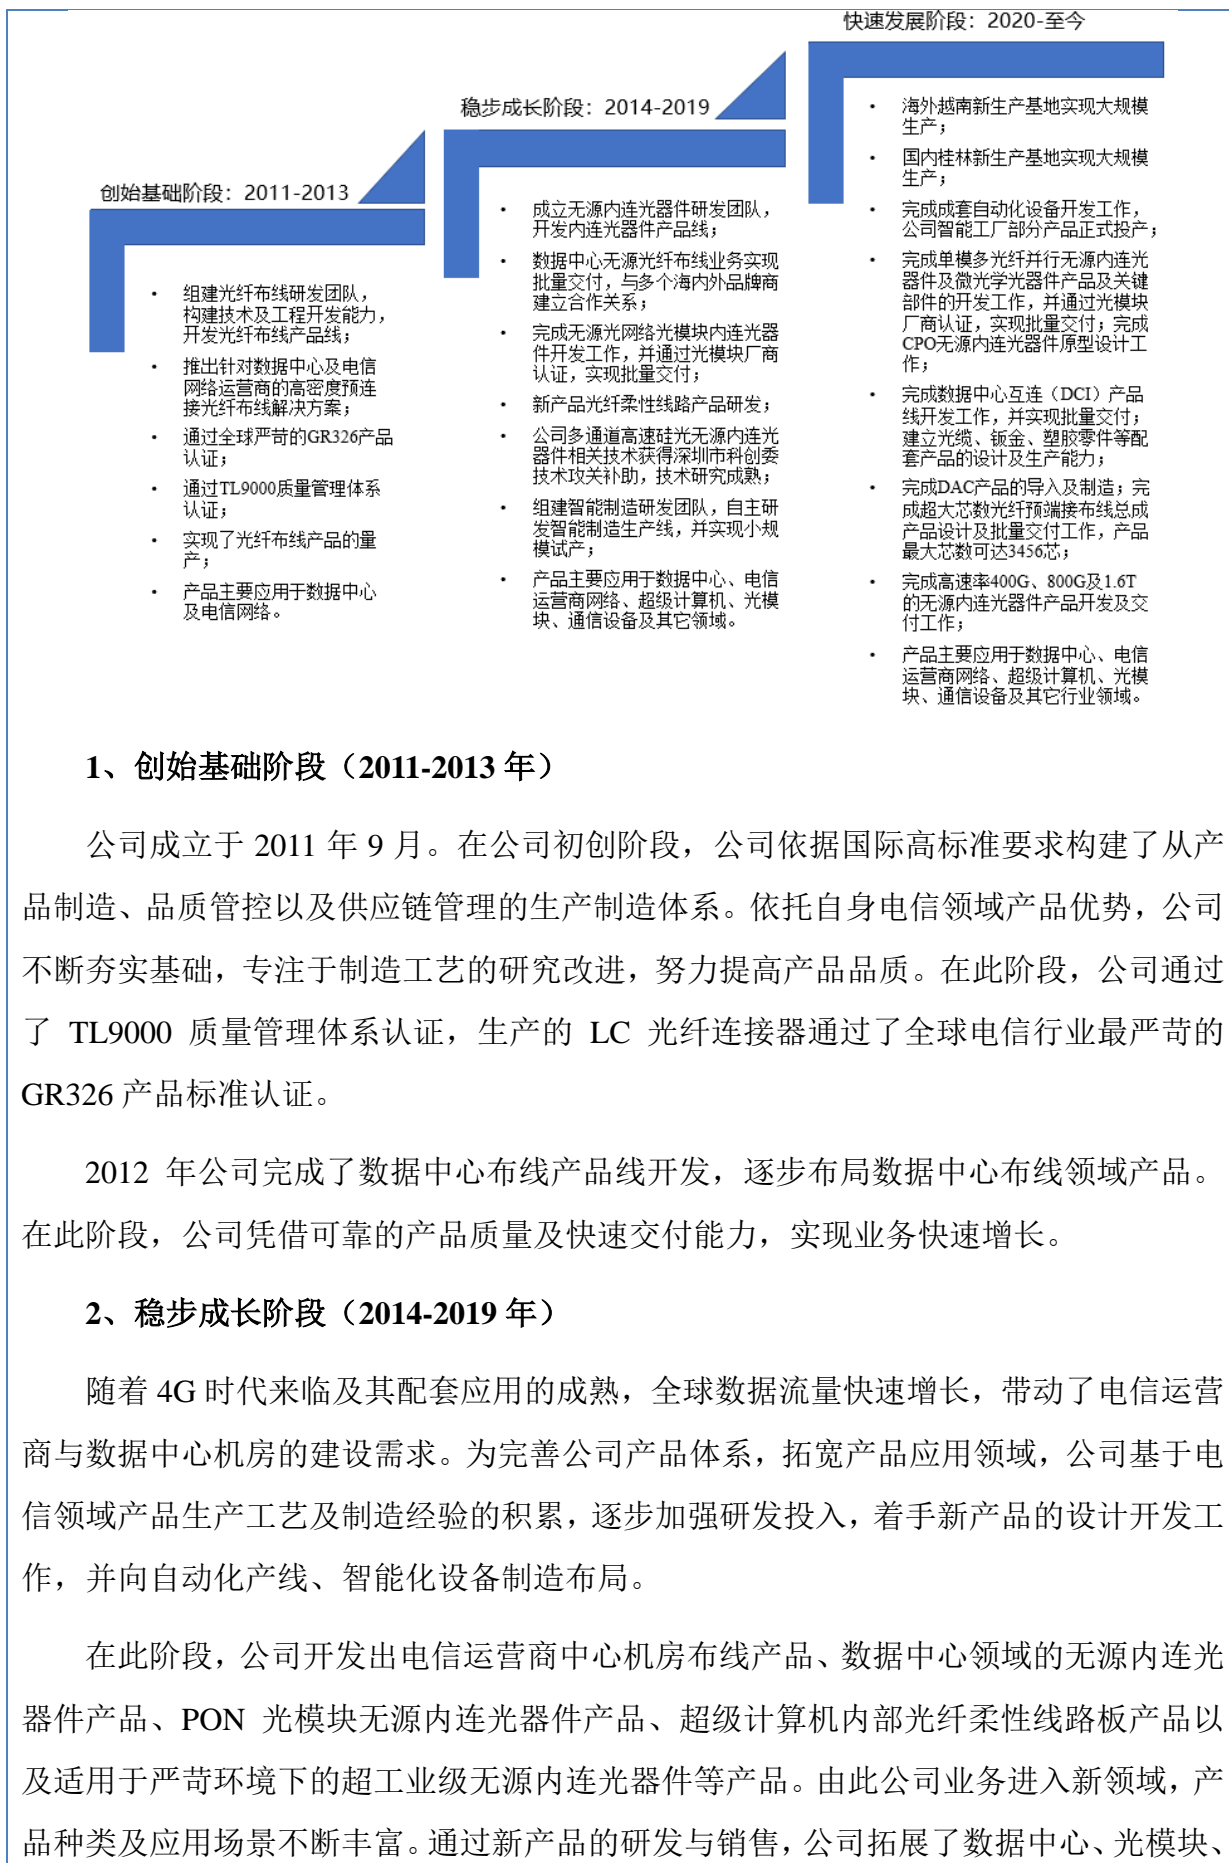 创始基础阶段：2011-2013
• 组建光纤布线研发团队，
构建技术及工程开发能力，
开发光纤布线产品线；
• 推出针对数据中心及电信
网络运营商的高密度预连
接光纤布线解决方案；
• 通过全球严苛的GR326产品
认证；
• 通过TL9000质量管理体系
认证；
• 实现了光纤布线产品的量
产；
• 产品主要应用于数据中心
及电信网络。
稳步成长阶段：2014-2019
• 成立无源内连光器件研发团队，
开发内连光器件产品线；
• 数据中心无源光纤布线业务实现
批量交付，与多个海内外品牌商
建立合作关系；
• 完成无源光网络光模块内连光器
件开发工作，并通过光模块厂商
认证，实现批量交付；
• 新产品光纤柔性线路产品研发；
• 公司多通道高速硅光无源内连光
器件相关技术获得深圳市科创委
技术攻关补助，技术研究成熟；
• 组建智能制造研发团队，自主研
发智能制造生产线，并实现小规
模试产；
• 产品主要应用于数据中心、电信
运营商网络、超级计算机、光模
块、通信设备及其它领域。
快速发展阶段：2020-至今
• 海外越南新生产基地实现大规模
生产；
• 国内桂林新生产基地实现大规模
生产；
• 完成成套自动化设备开发工作，
公司智能工厂部分产品正式投产；
• 完成单模多光纤并行无源内连光
器件及微光学光器件产品及关键
部件的开发工作，并通过光模块
厂商认证，实现批量交付；完成
CPO无源内连光器件原型设计工
作；
• 完成数据中心互连（DCI）产品
线开发工作，并实现批量交付；
建立光缆、钣金、塑胶零件等配
套产品的设计及生产能力；
• 完成DAC产品的导入及制造；完
成超大芯数光纤预端接布线总成
产品设计及批量交付工作，产品
最大芯数可达3456芯；
• 完成高速率400G、800G及1.6T
的无源内连光器件产品开发及交
付工作；
• 产品主要应用于数据中心、电信
运营商网络、超级计算机、光模
块、通信设备及其它行业领域。
1、创始基础阶段（2011-2013 年）
公司成立于 2011 年 9 月。在公司初创阶段，公司依据国际高标准要求构建了从产
品制造、品质管控以及供应链管理的生产制造体系。依托自身电信领域产品优势，公司
不断夯实基础，专注于制造工艺的研究改进，努力提高产品品质。在此阶段，公司通过
了 TL9000 质量管理体系认证，生产的 LC 光纤连接器通过了全球电信行业最严苛的
GR326 产品标准认证。
2012 年公司完成了数据中心布线产品线开发，逐步布局数据中心布线领域产品。
在此阶段，公司凭借可靠的产品质量及快速交付能力，实现业务快速增长。
2、稳步成长阶段（2014-2019 年）
随着 4G 时代来临及其配套应用的成熟，全球数据流量快速增长，带动了电信运营
商与数据中心机房的建设需求。为完善公司产品体系，拓宽产品应用领域，公司基于电
信领域产品生产工艺及制造经验的积累，逐步加强研发投入，着手新产品的设计开发工
作，并向自动化产线、智能化设备制造布局。
在此阶段，公司开发出电信运营商中心机房布线产品、数据中心领域的无源内连光
器件产品、PON 光模块无源内连光器件产品、超级计算机内部光纤柔性线路板产品以
及适用于严苛环境下的超工业级无源内连光器件等产品。由此公司业务进入新领域，产
品种类及应用场景不断丰富。通过新产品的研发与销售，公司拓展了数据中心、光模块、